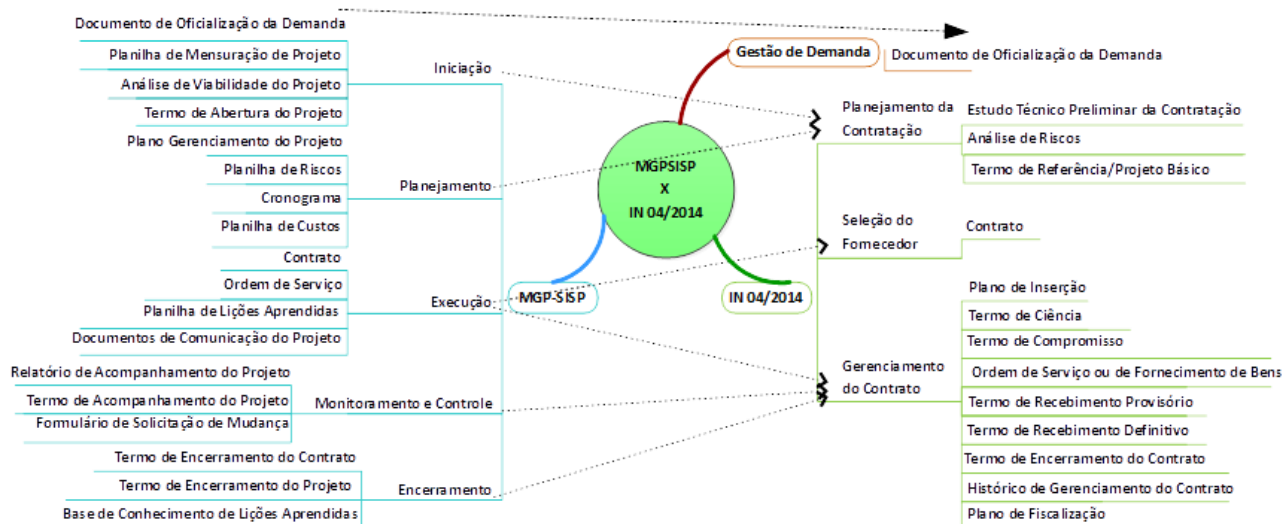 Documento de Oficialização da Demanda
Planilha de Mensuração de Projeto
Análise de Viabilidade do Projeto
Termo de Abertura do Projeto
Iniciação
Plano Gerenciamento do Projeto
Planilha de Riscos
Cronograma
Planilha de Custos
Planejamento
Contrato
Ordem de Serviço
Planilha de Lições Aprendidas
Documentos de Comunicação do Projeto
Execução
Relatório de Acompanhamento do Projeto
Termo de Acompanhamento do Projeto
Formulário de Solicitação de Mudança
Monitoramento e Controle
Termo de Encerramento do Contrato
Termo de Encerramento do Projeto
Base de Conhecimento de Lições Aprendidas
Encerramento
MGP-SISP
MGPSISP
X
IN 04/2014
Gestão de Demanda
Documento de Oficialização da Demanda
IN 04/2014
Planejamento da
Contratação
Estudo Técnico Preliminar da Contratação
Análise de Riscos
Termo de Referência/Projeto Básico
Seleção do
Fornecedor
Contrato
Gerenciamento
do Contrato
Plano de Inserção
Termo de Ciência
Termo de Compromisso
Ordem de Serviço ou de Fornecimento de Bens
Termo de Recebimento Provisório
Termo de Recebimento Definitivo
Termo de Encerramento do Contrato
Histórico de Gerenciamento do Contrato
Plano de Fiscalização